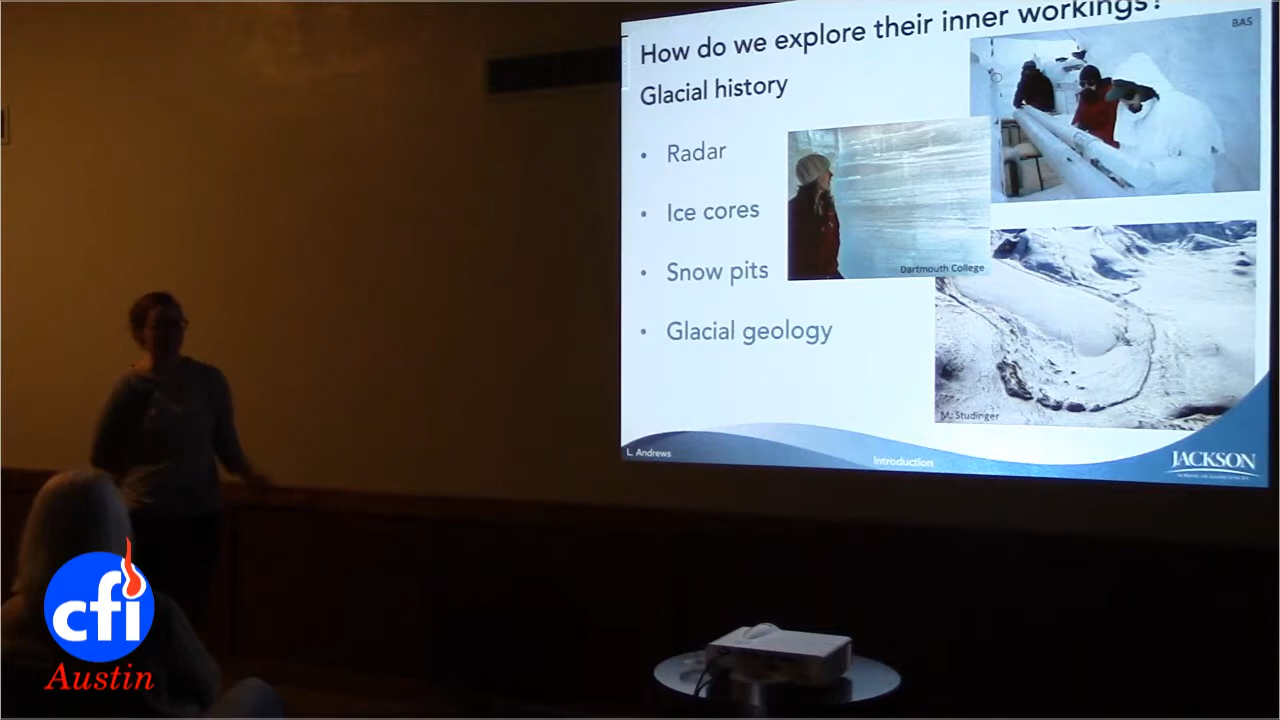 How do we explore their inner workings?
BAS
Glacial history
• Radar
• Ice cores
Dartmouth College
• Snow pits
• Glacial geology
M. Studinger
L. Andrews
Introduction
JACKSON
cfi
Austin